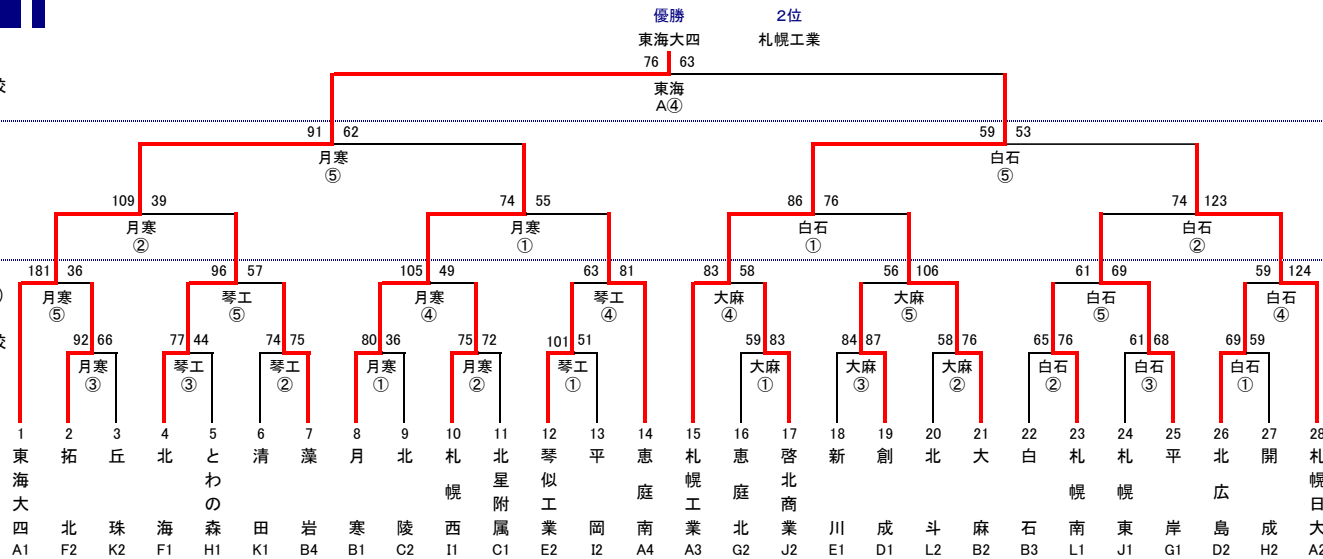 優勝 2位
東海大四 札幌工業
76 63
校
東海
A④
91 62 59 53
月寒 白石
⑤ ⑤
109 39 74 55 86 76 74 123
月寒 月寒 白石 白石
② ① ① ②
181 36 96 57 105 49 63 81 83 58 56 106 61 69 59 124
) 月寒 琴工 月寒 琴工 大麻 大麻 白石 白石
⑤ ⑤ ④ ④ ④ ⑤ ⑤ ④
校 92 66 77 44 74 75 80 36 75 72 101 51 59 83 84 87 58 76 65 76 61 68 69 59
月寒 琴工 琴工 月寒 月寒 琴工 大麻 大麻 大麻 白石 白石 白石
③ ③ ② ① ② ① ① ③ ② ② ③ ①
1 2 3 4 5 6 7 8 9 10 11 12 13 14 15 16 17 18 19 20 21 22 23 24 25 26 27 28
東海大四
拓北
丘珠
北海
とわの森
清田
藻岩
月寒
北陵
札幌西
北星附属
琴似工業
平岡
恵庭南
札幌工業
恵庭北
啓北商業
新川
創成
北斗
大麻
白石
札幌南
札幌東
平岸
北広島
開成
札幌日大
A1 F2 K2 F1 H1 K1 B4 B1 C2 I1 C1 E2 I2 A4 A3 G2 J2 E1 D1 L2 B2 B3 L1 J1 G1 D2 H2 A2